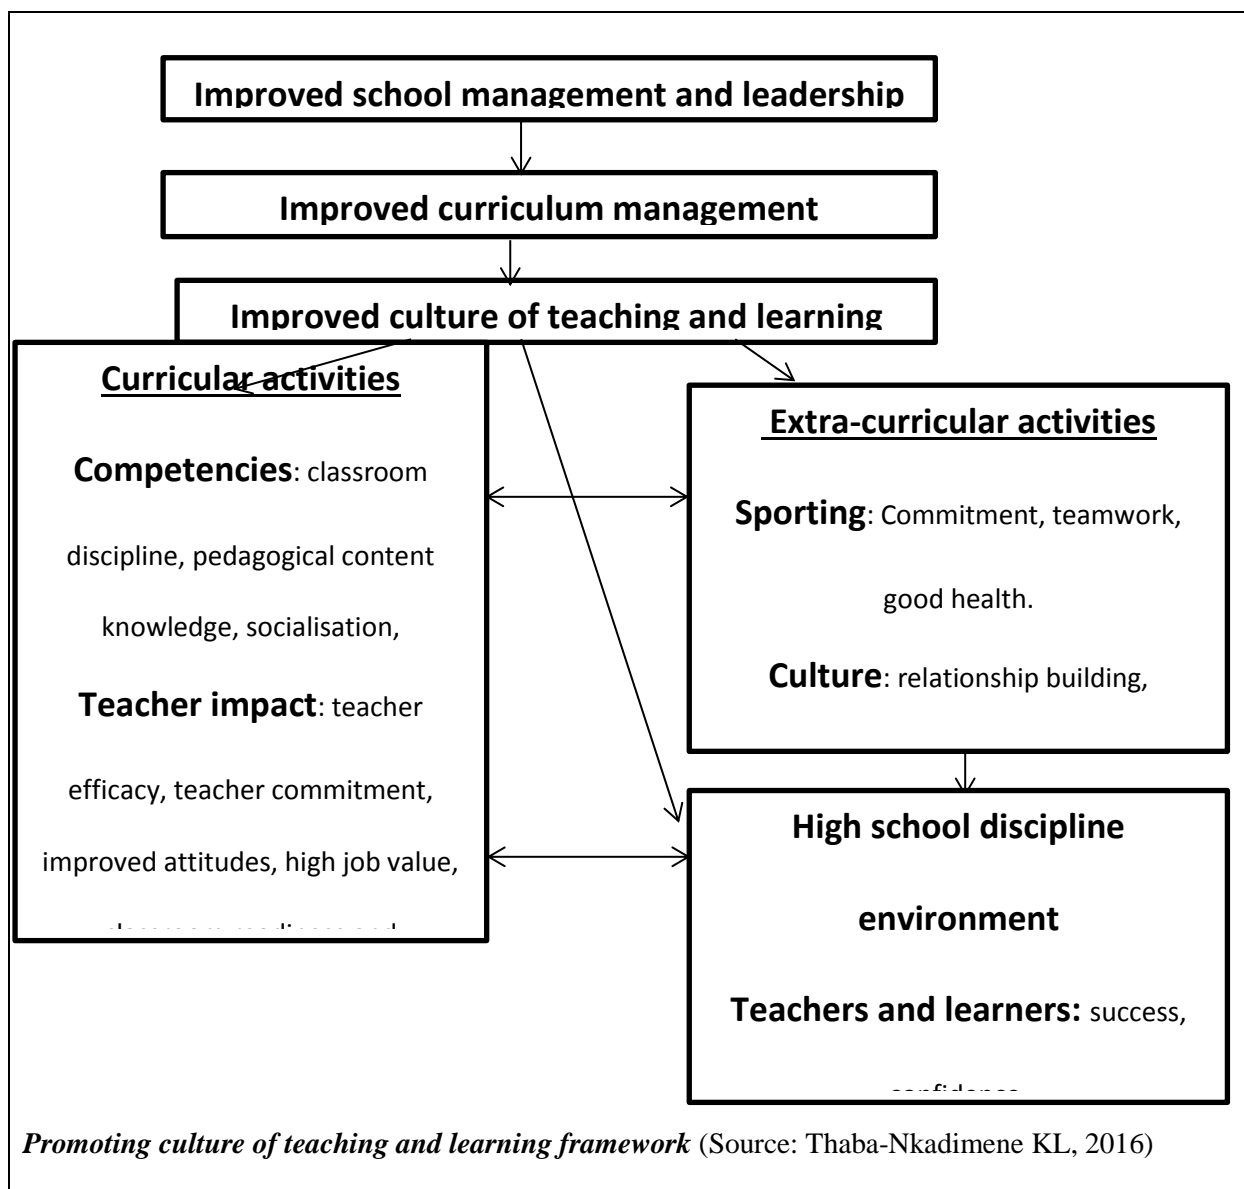 Improved school management and leadership
Improved curriculum management
Improved culture of teaching and learning
Curricular activities
Competencies: classroom
discipline, pedagogical content
knowledge, socialisation,
Teacher impact: teacher
efficacy, teacher commitment,
improved attitudes, high job value,
Extra-curricular activities
Sporting: Commitment, teamwork,
good health.
Culture: relationship building,
High school discipline
environment
Teachers and learners: success,
Promoting culture of teaching and learning framework (Source: Thaba-Nkadimene KL, 2016)